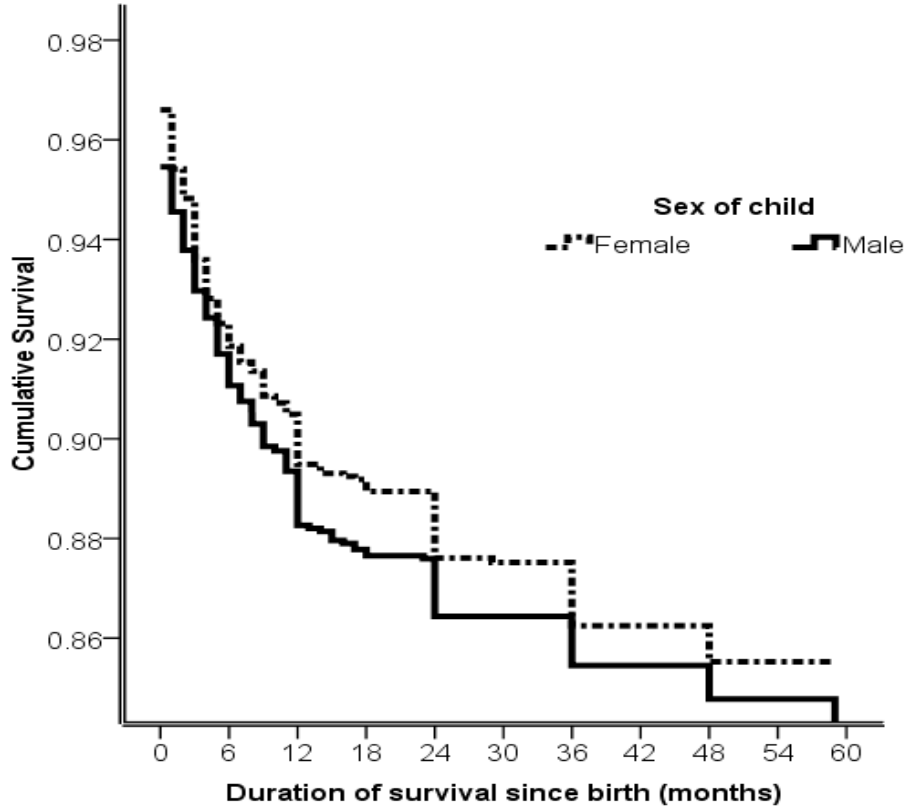 0.98
0.96
0.94
0.92
0.90
0.88
0.86
Cumulative Survival
Sex of child
Female Male
0 6 12 18 24 30 36 42 48 54 60
Duration of survival since birth (months)